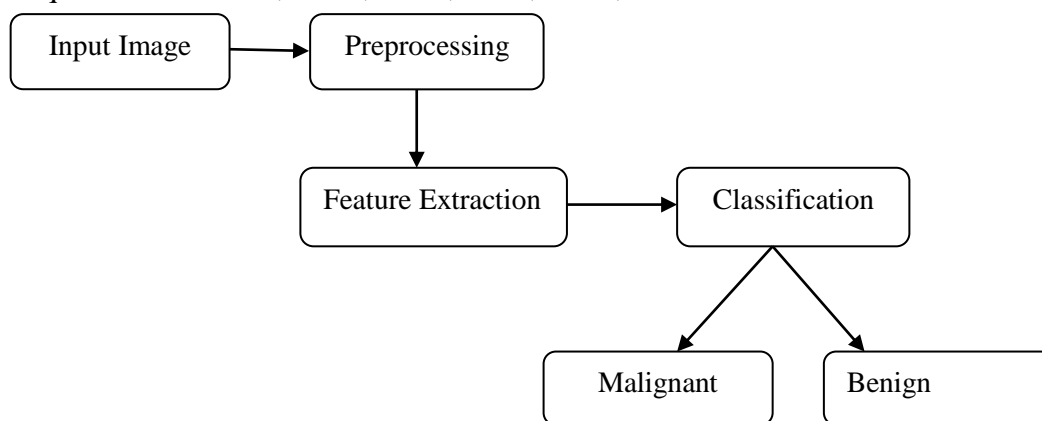 Input Image
Preprocessing
Feature Extraction
Classification
Malignant
Benign